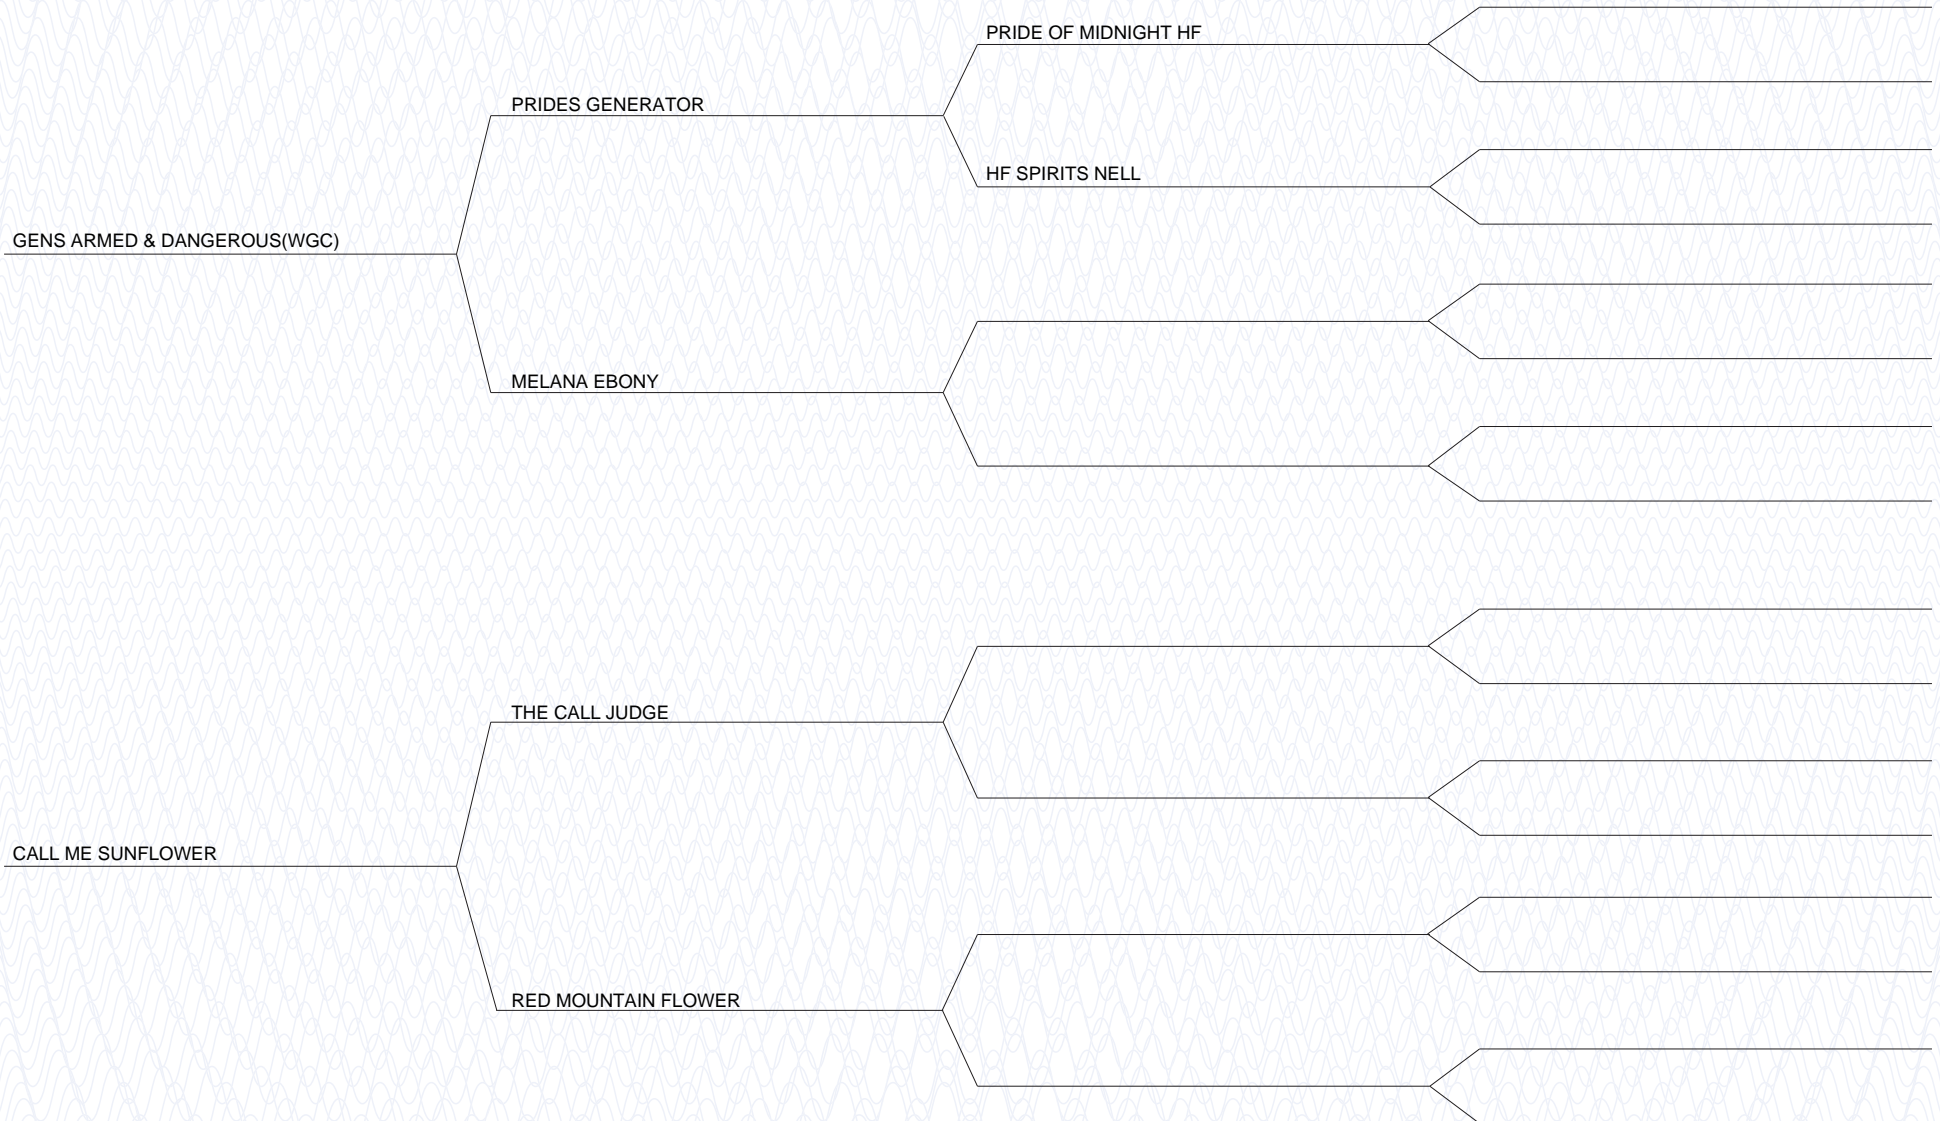 PRIDE OF MIDNIGHT HF
PRIDES GENERATOR
HF SPIRITS NELL
GENS ARMED & DANGEROUS(WGC)
MELANA EBONY
THE CALL JUDGE
CALL ME SUNFLOWER
RED MOUNTAIN FLOWER